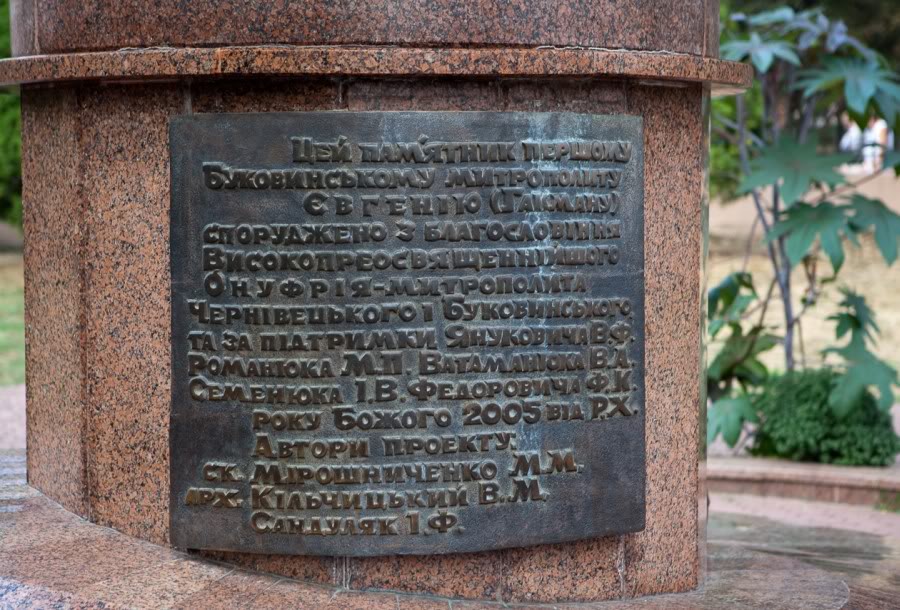 Цей пам'ятник першому
Буковинському митрополиту
Євгенію (Гакману)
споруджено з благословіння
Високопреосвященнійшого
Онуфрія-митрополита
Чернівецького і Буковинського
та за підтримки Януковича В.Ф.
Романюка М.П. Ватаманюка В.Д.
Семенюка І.В. Федоровича Ф.К.
року Божого 2005 від Р.Х.
Автори проекту:
ск. Мірошниченко М.М.
арх. Кільчицький В.М.
Сандуляк І.Ф.